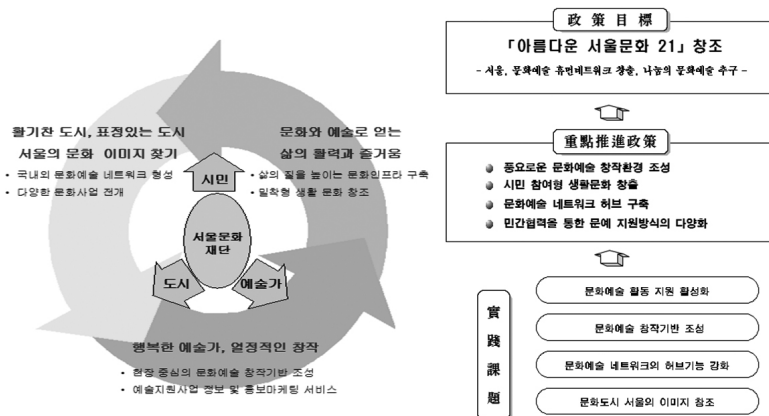 활기찬 도시, 표정있는 도시
서울의 문화 이미지 찾기
• 국내외 문화예술 네트워크 형성
• 다양한 문화사업 전개
문화와 예술로 얻는
삶의 활력과 즐거움
• 삶의 질을 높이는 문화인프라 구축
• 밀착형 생활 문화 창조
시민
서울문화
재단
도시
예술가
행복한 예술가, 열정적인 창작
• 현장 중심의 문화예술 창작기반 조성
• 예술지원사업 정보 및 홍보마케팅 서비스
政策目標
「아름다운 서울문화 21」 창조
- 서울, 문화예술 휴먼네트워크 창출, 나눔의 문화예술 추구 -
重點推進政策
풍요로운 문화예술 창작환경 조성
시민 참여형 생활문화 창출
문화예술 네트워크 허브 구축
민간협력을 통한 문예 지원방식의 다양화
實踐課題
문화예술 활동 지원 활성화
문화예술 창작기반 조성
문화예술 네트워크의 허브기능 강화
문화도시 서울의 이미지 창조